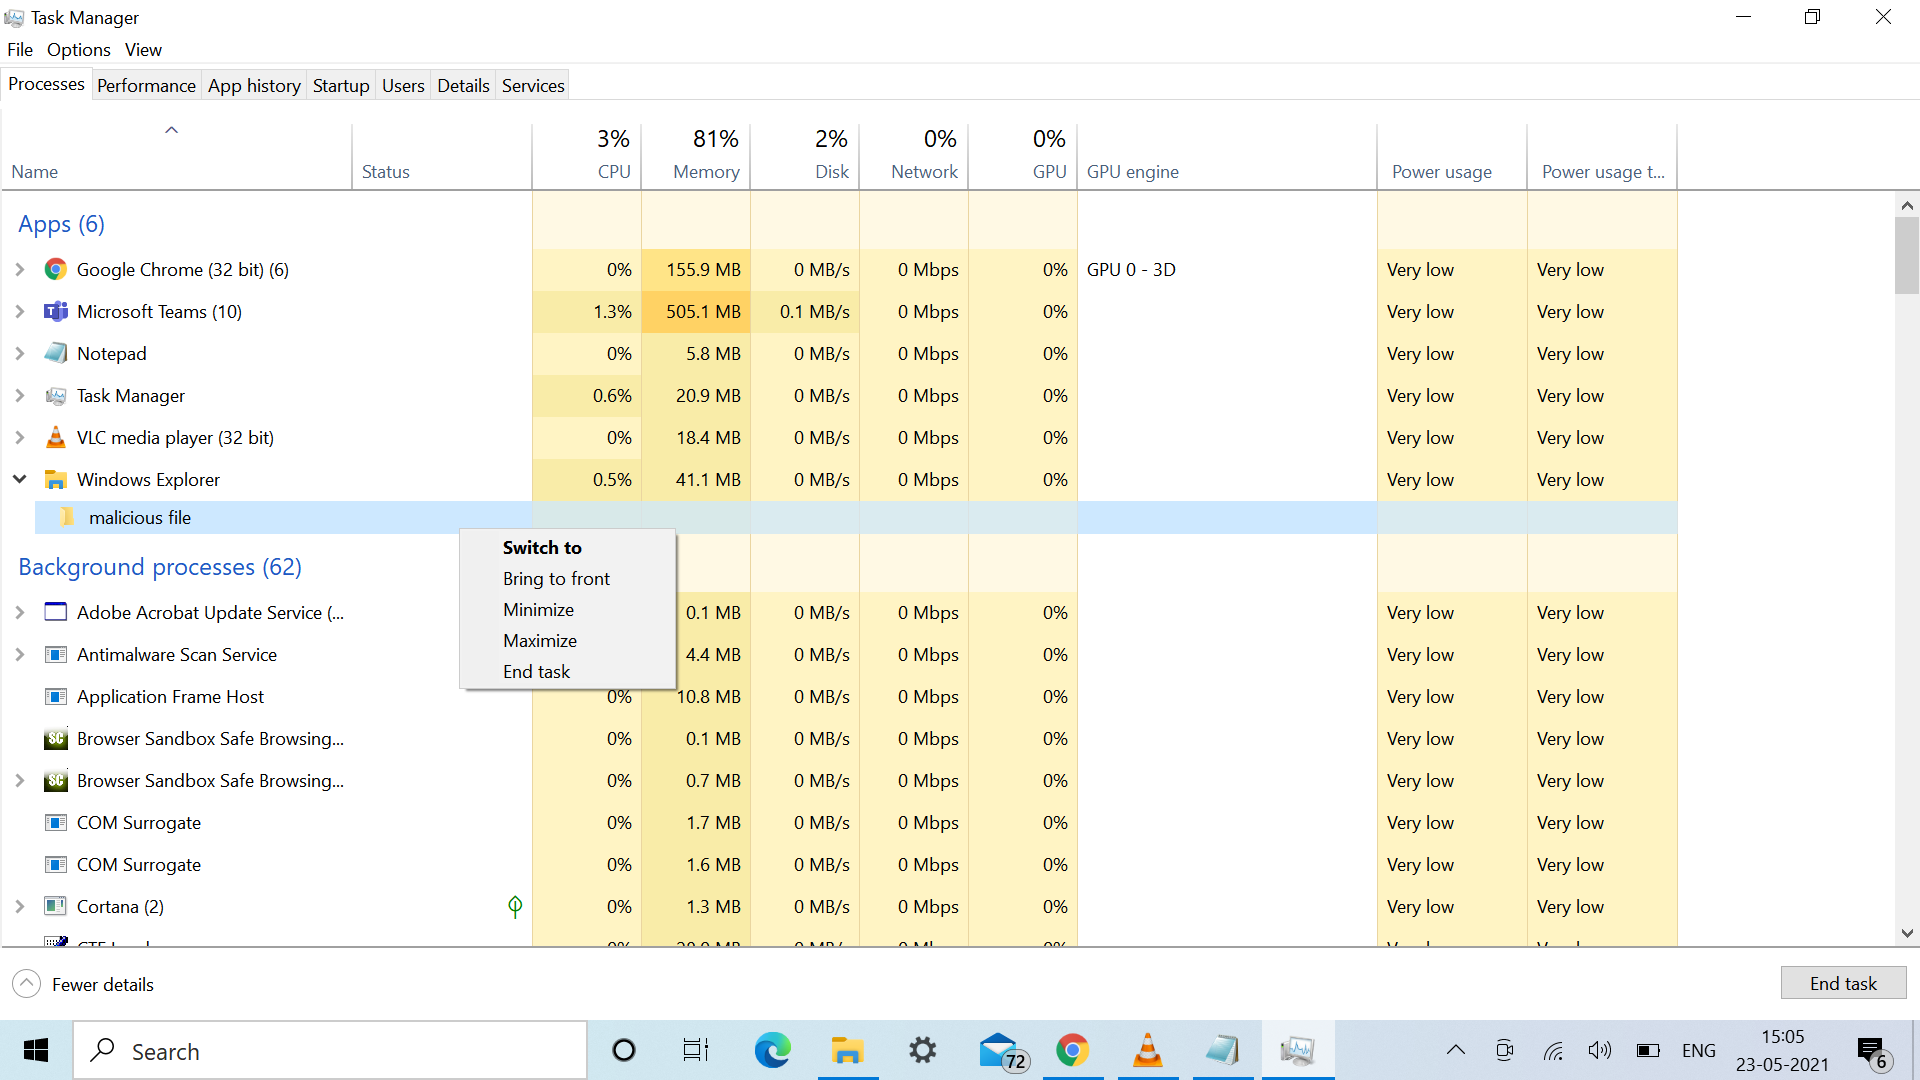 Task Manager
File Options View
Processes Performance App history Startup Users Details Services
3% 81% 2% 0% 0%
Name Status CPU Memory Disk Network GPU GPU engine Power usage Power usage t...
Apps (6)
Google Chrome (32 bit) (6) 0% 155.9 MB 0 MB/s 0 Mbps 0% GPU 0 - 3D Very low Very low
Microsoft Teams (10) 1.3% 505.1 MB 0.1 MB/s 0 Mbps 0% Very low Very low
Notepad 0% 5.8 MB 0 MB/s 0 Mbps 0% Very low Very low
Task Manager 0.6% 20.9 MB 0 MB/s 0 Mbps 0% Very low Very low
VLC media player (32 bit) 0% 18.4 MB 0 MB/s 0 Mbps 0% Very low Very low
Windows Explorer 0.5% 41.1 MB 0 MB/s 0 Mbps 0% Very low Very low
malicious file
Switch to
Bring to front
Minimize
Maximize
End task
Background processes (62)
Adobe Acrobat Update Service (... 0.1 MB 0 MB/s 0 Mbps 0% Very low Very low
Antimalware Scan Service 4.4 MB 0 MB/s 0 Mbps 0% Very low Very low
Application Frame Host 0% 10.8 MB 0 MB/s 0 Mbps 0% Very low Very low
Browser Sandbox Safe Browsing... 0% 0.1 MB 0 MB/s 0 Mbps 0% Very low Very low
Browser Sandbox Safe Browsing... 0% 0.7 MB 0 MB/s 0 Mbps 0% Very low Very low
COM Surrogate 0% 1.7 MB 0 MB/s 0 Mbps 0% Very low Very low
COM Surrogate 0% 1.6 MB 0 MB/s 0 Mbps 0% Very low Very low
Cortana (2) 0% 1.3 MB 0 MB/s 0 Mbps 0% Very low Very low
Fewer details End task
Search 72 ENG 15:05 6
23-05-2021